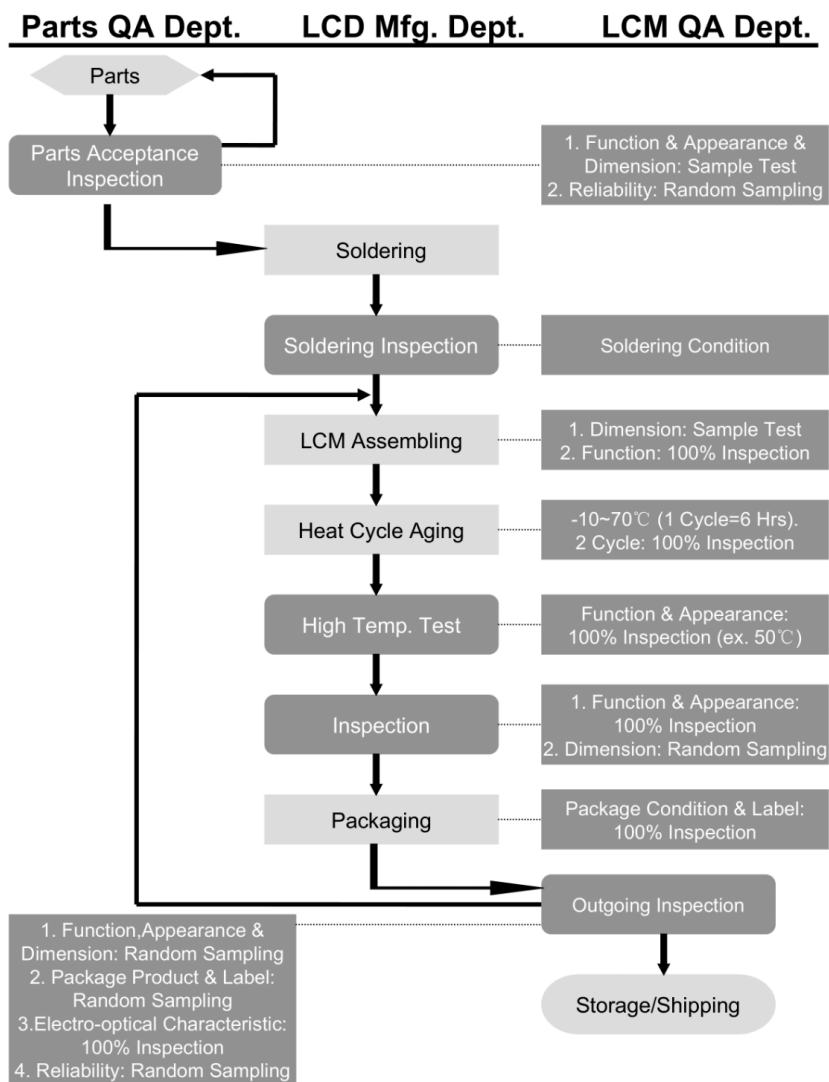 Parts QA Dept. LCD Mfg. Dept. LCM QA Dept.
Parts
Parts Acceptance
Inspection
1. Function & Appearance &
Dimension: Sample Test
2. Reliability: Random Sampling
Soldering
Soldering Inspection
Soldering Condition
LCM Assembling
1. Dimension: Sample Test
2. Function: 100% Inspection
Heat Cycle Aging
-10~70℃ (1 Cycle=6 Hrs).
2 Cycle: 100% Inspection
High Temp. Test
Function & Appearance:
100% Inspection (ex. 50℃)
Inspection
1. Function & Appearance:
100% Inspection
2. Dimension: Random Sampling
Packaging
Package Condition & Label:
100% Inspection
Outgoing Inspection
1. Function,Appearance &
Dimension: Random Sampling
2. Package Product & Label:
Random Sampling
3.Electro-optical Characteristic:
100% Inspection
4. Reliability: Random Sampling
Storage/Shipping